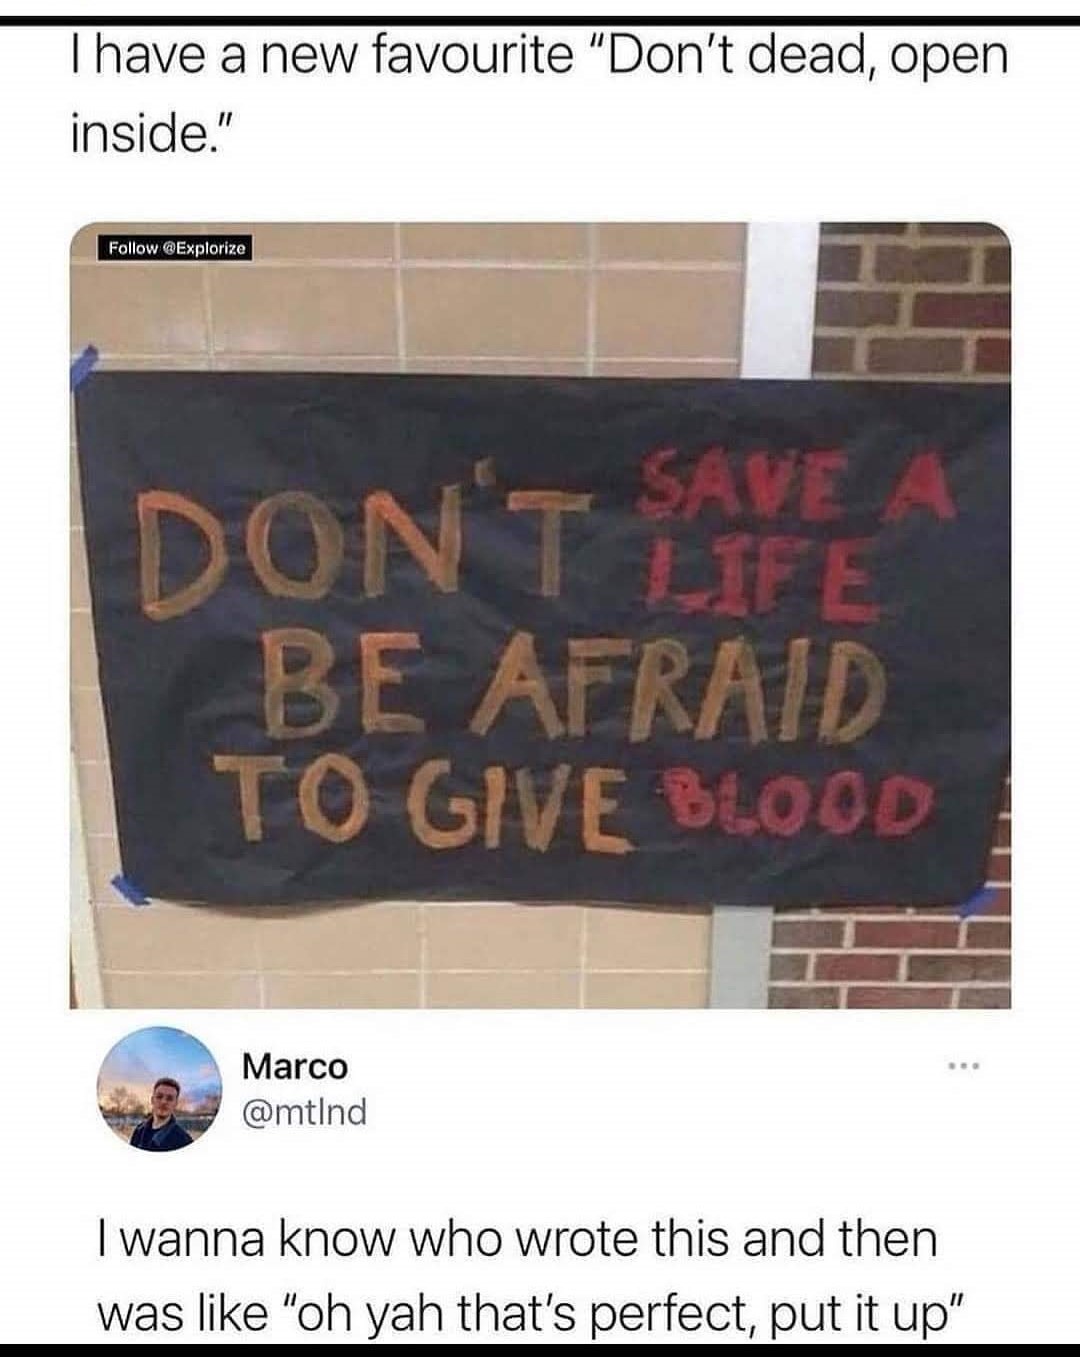 I have a new favourite "Don't dead, open
inside."
Follow @Explorize
DON'T SAVE A
LIFE
BE AFRAID
TO GIVE BLOOD
Marco
@mtlnd
I wanna know who wrote this and then
was like "oh yah that's perfect, put it up"